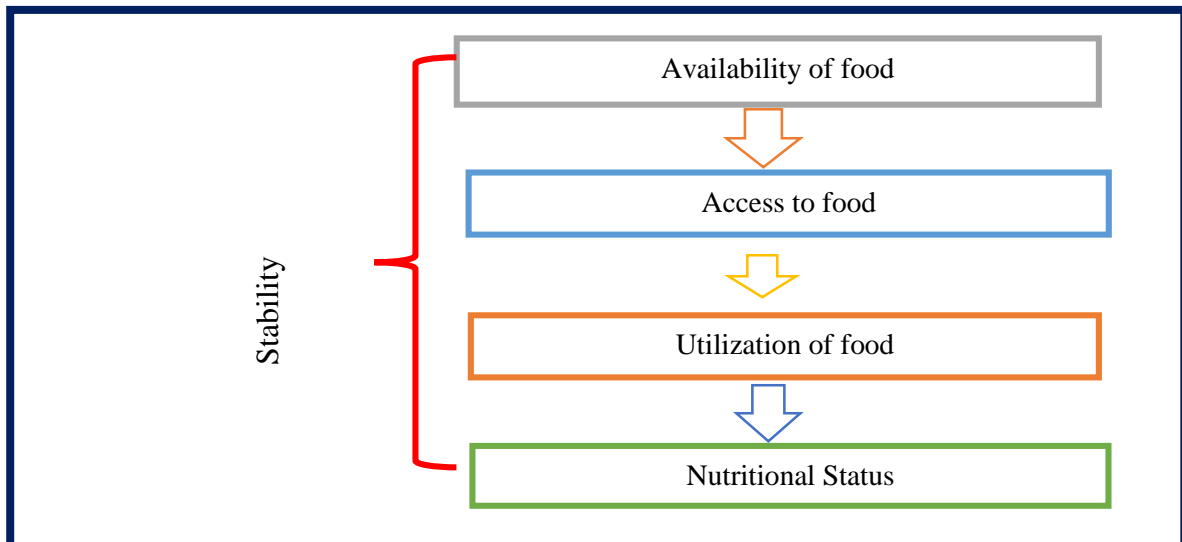 Availability of food
Access to food
Stability
Utilization of food
Nutritional Status